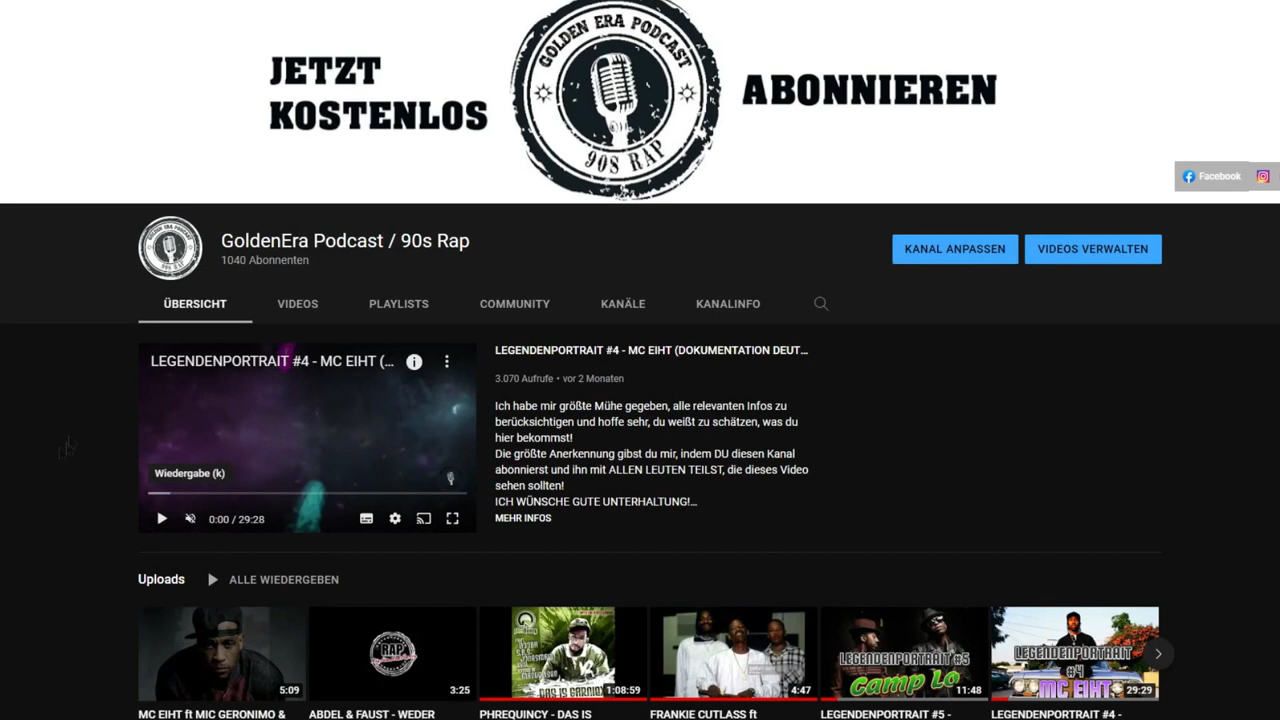 JETZT
KOSTENLOS
GOLDEN ERA PODCAST
90S RAP
ABONNIEREN
Facebook
GoldenEra Podcast / 90s Rap
1040 Abonnenten
KANAL ANPASSEN
VIDEOS VERWALTEN
ÜBERSICHT
VIDEOS
PLAYLISTS
COMMUNITY
KANÄLE
KANALINFO
LEGENDENPORTRAIT #4 - MC EIHT (...
Wiedergabe (k)
0:00 / 29:28
LEGENDENPORTRAIT #4 - MC EIHT (DOKUMENTATION DEUT...
3.070 Aufrufe • vor 2 Monaten
Ich habe mir größte Mühe gegeben, alle relevanten Infos zu
berücksichtigen und hoffe sehr, du weißt zu schätzen, was du
hier bekommst!
Die größte Anerkennung gibst du mir, indem DU diesen Kanal
abonnierst und ihn mit ALLEN LEUTEN TEILST, die dieses Video
sehen sollten!
ICH WÜNSCHE GUTE UNTERHALTUNG!...
MEHR INFOS
Uploads
ALLE WIEDERGEBEN
5:09
RAP
3:25
1:08:59
4:47
LEGENDENPORTRAIT #5
Camp Lo
11:48
LEGENDENPORTRAIT
#4
MC EIHT
29:29
MC EIHT ft MIC GERONIMO &
ABDEL & FAUST - WEDER
PHREQUINCY - DAS IS
FRANKIE CUTLASS ft
LEGENDENPORTRAIT #5 -
LEGENDENPORTRAIT #4 -